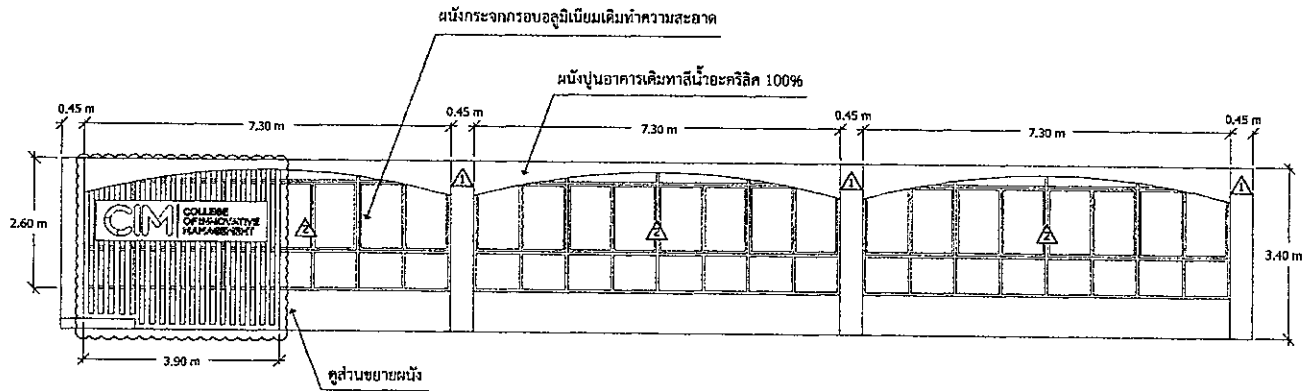 ผนังกระจกกรอบอลูมิเนียมเดิมทำความสะอาด
ผนังปูนอาคารเดิมทาสีน้ำอะคริลิค 100%
0.45 m
7.30 m
0.45 m
7.30 m
0.45 m
7.30 m
0.45 m
1
1
1
2.60 m
CIM
COLLEGE
OF INNOVATIVE
MANAGEMENT
2
2
2
3.40 m
3.90 m
ดูส่วนขยายผนัง